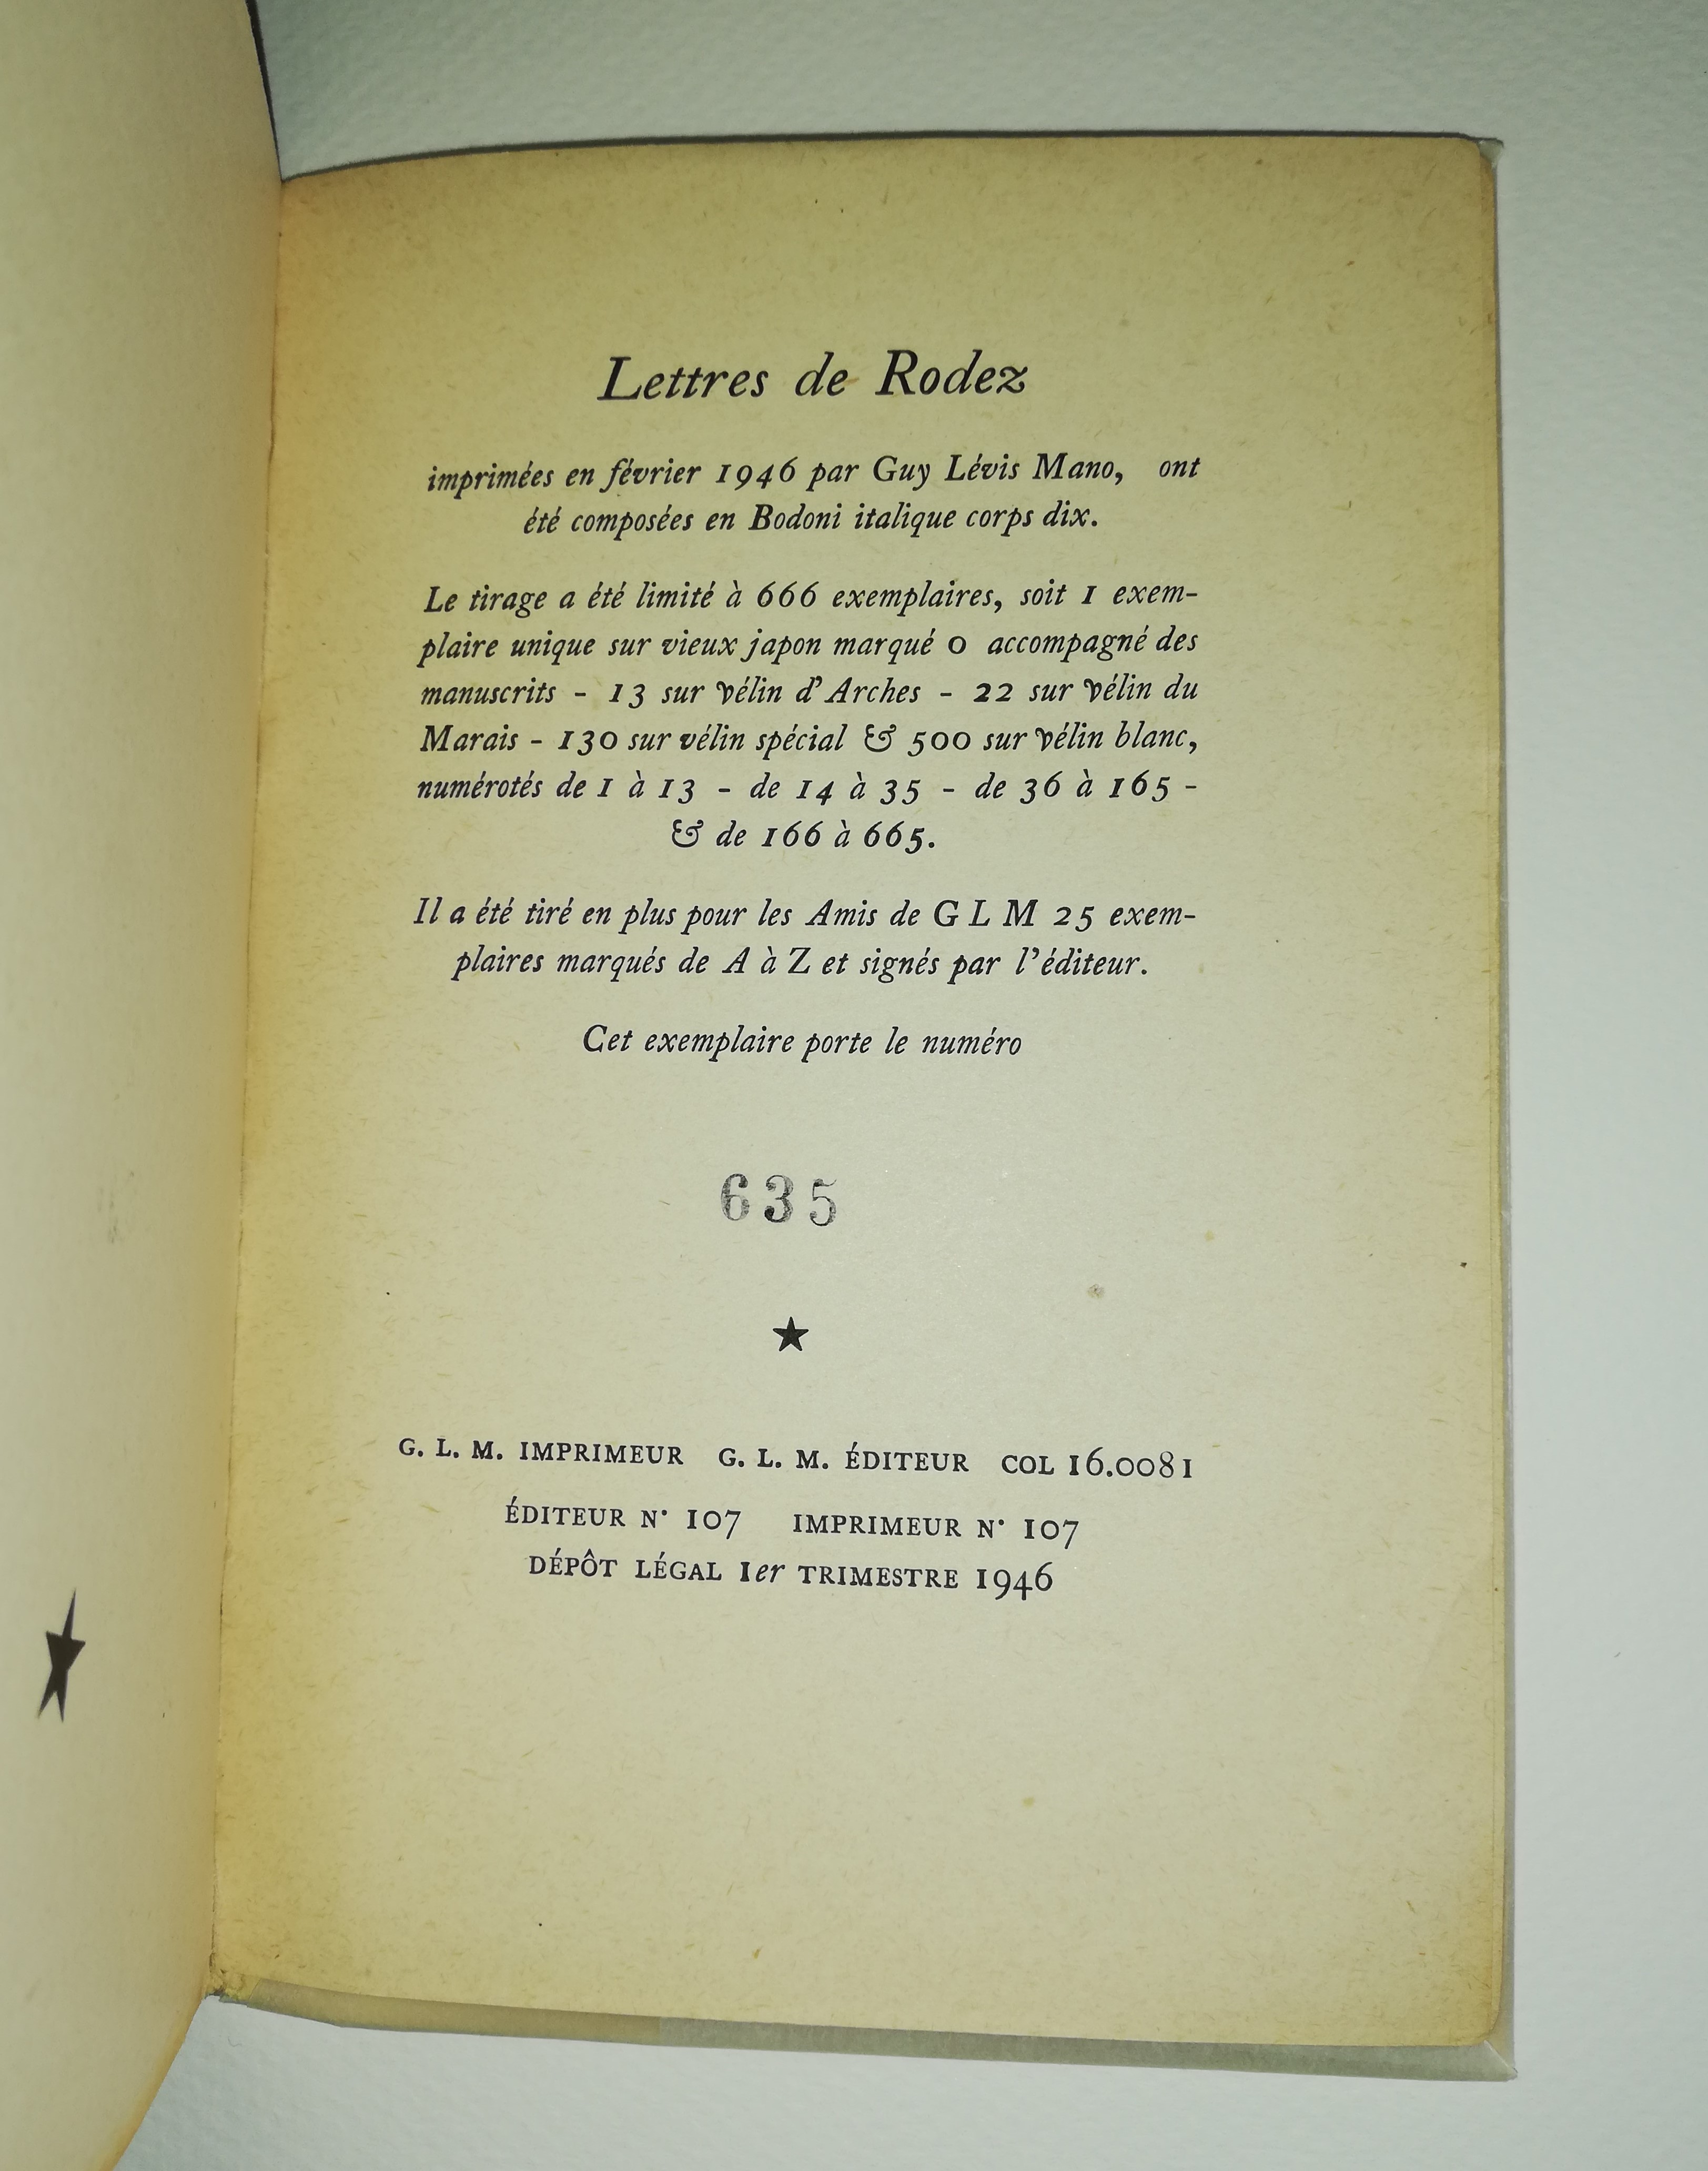 Lettres de Rodez
imprimées en février 1946 par Guy Lévis Mano, ont
été composées en Bodoni italique corps dix.
Le tirage a été limité à 666 exemplaires, soit 1 exem-
plaire unique sur vieux japon marqué 0 accompagné des
manuscrits - 13 sur vélin d'Arches - 22 sur vélin du
Marais - 130 sur vélin spécial & 500 sur vélin blanc,
numérotés de 1 à 13 - de 14 à 35 - de 36 à 165 -
& de 166 à 665.
Il a été tiré en plus pour les Amis de G L M 25 exem-
plaires marqués de A à Z et signés par l'éditeur.
Cet exemplaire porte le numéro
635
G. L. M. IMPRIMEUR G. L. M. ÉDITEUR COL 16.0081
ÉDITEUR N° 107 IMPRIMEUR N° 107
DÉPÔT LÉGAL 1er TRIMESTRE 1946